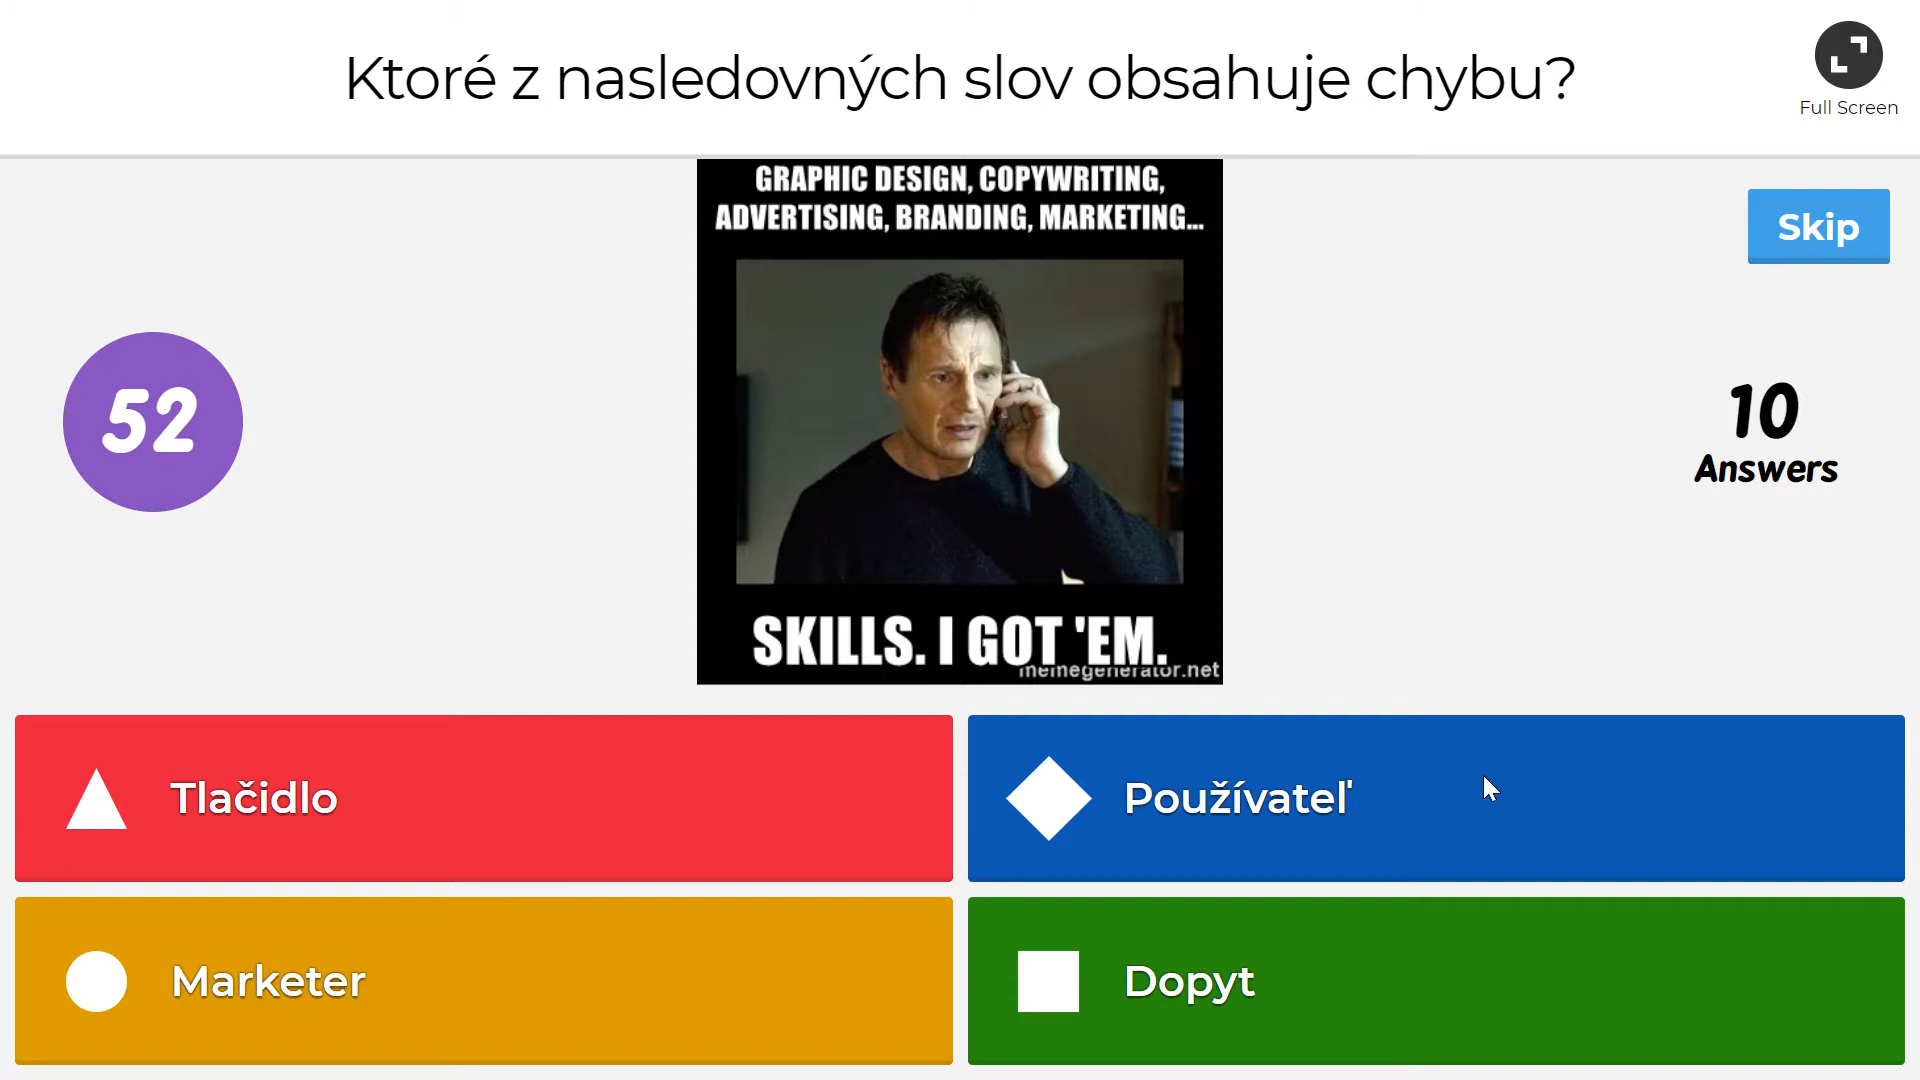 Ktoré z nasledovných slov obsahuje chybu?
Full Screen
GRAPHIC DESIGN, COPYWRITING,
ADVERTISING, BRANDING, MARKETING...
Skip
52
10
Answers
SKILLS. I GOT 'EM.
memegenerator.net
Tlačidlo
Používateľ
Marketer
Dopyt